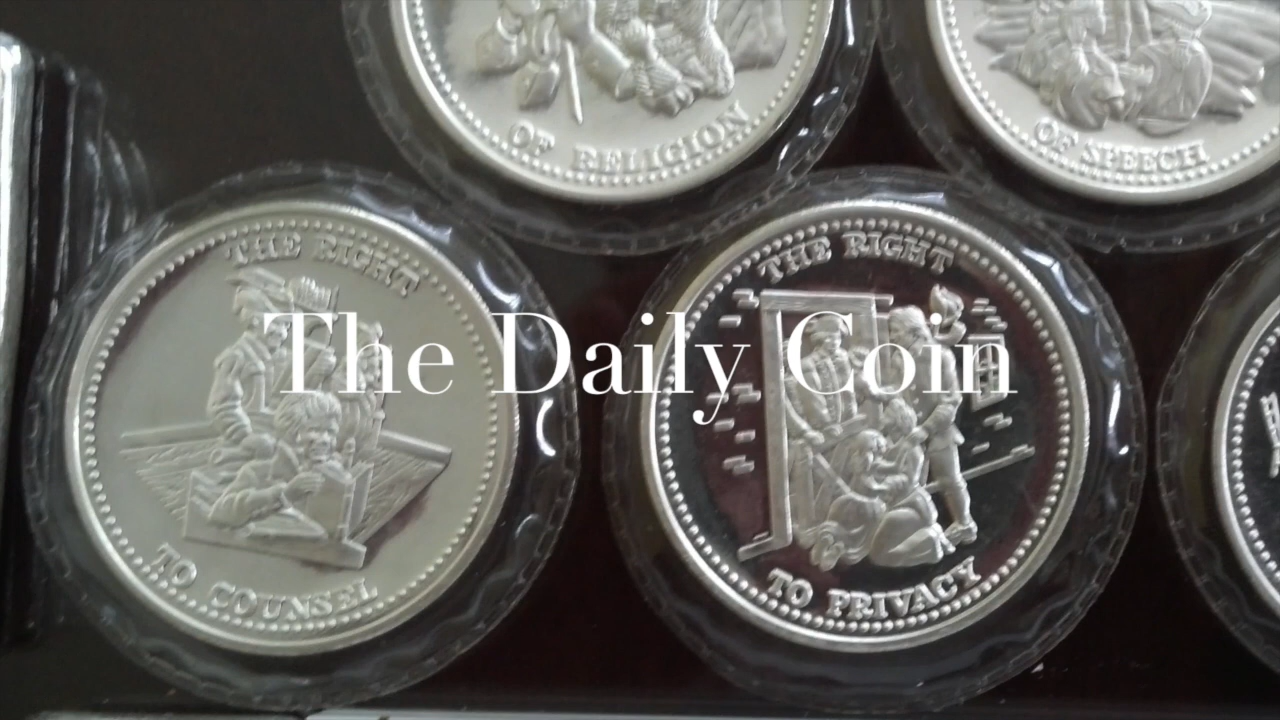 OF RELIGION
OF SPEECH
THE RIGHT
TO COUNSEL
THE RIGHT
TO PRIVACY
The Daily Coin